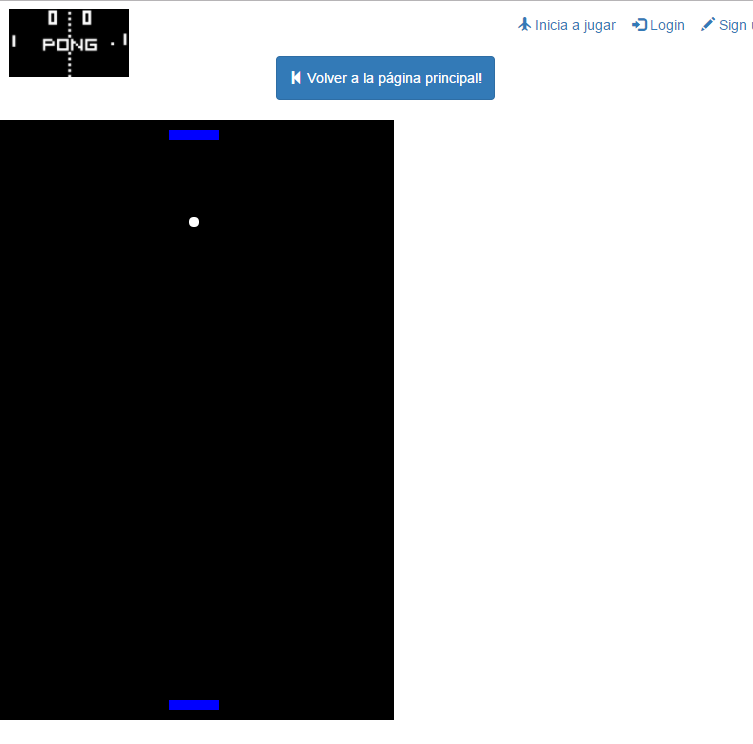 0 0
PONG
Inicia a jugar Login Sign
Volver a la página principal!